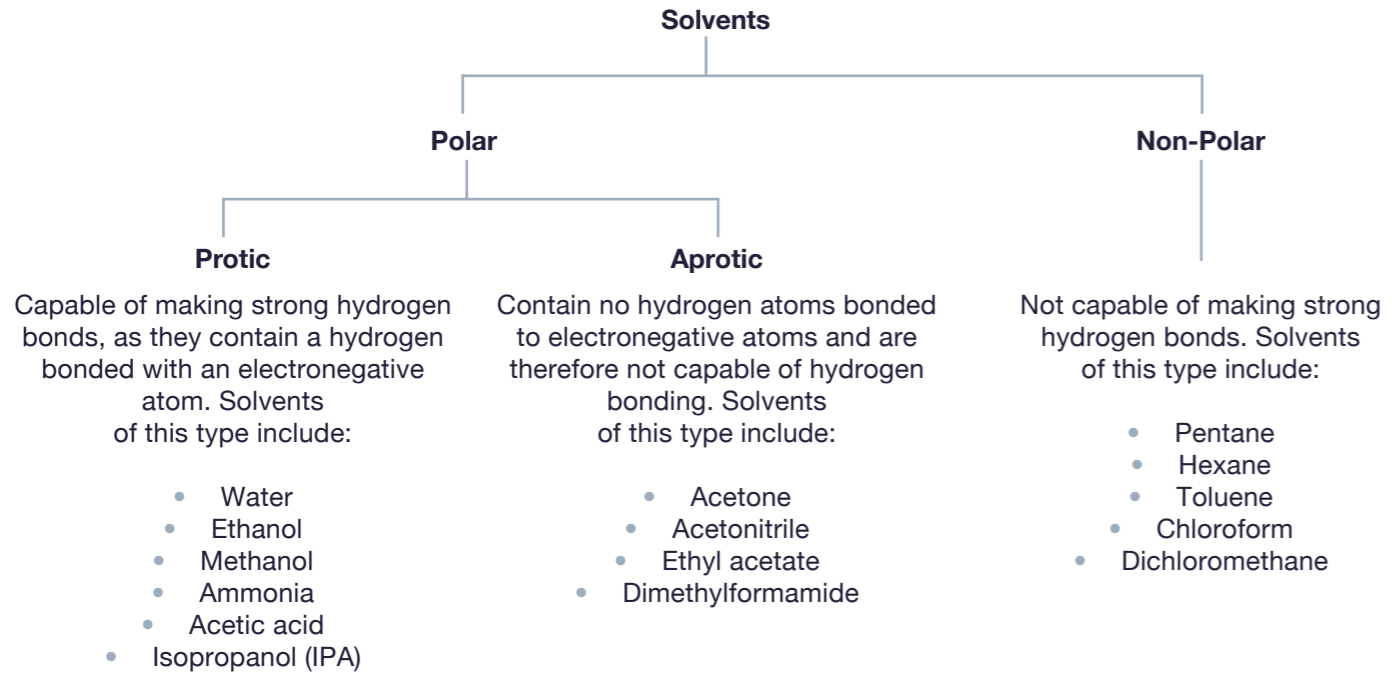 Solvents
Polar
Non-Polar
Protic
Aprotic
Capable of making strong hydrogen
bonds, as they contain a hydrogen
bonded with an electronegative
atom. Solvents
of this type include:
• Water
• Ethanol
• Methanol
• Ammonia
• Acetic acid
• Isopropanol (IPA)
Contain no hydrogen atoms bonded
to electronegative atoms and are
therefore not capable of hydrogen
bonding. Solvents
of this type include:
• Acetone
• Acetonitrile
• Ethyl acetate
• Dimethylformamide
Not capable of making strong
hydrogen bonds. Solvents
of this type include:
• Pentane
• Hexane
• Toluene
• Chloroform
• Dichloromethane